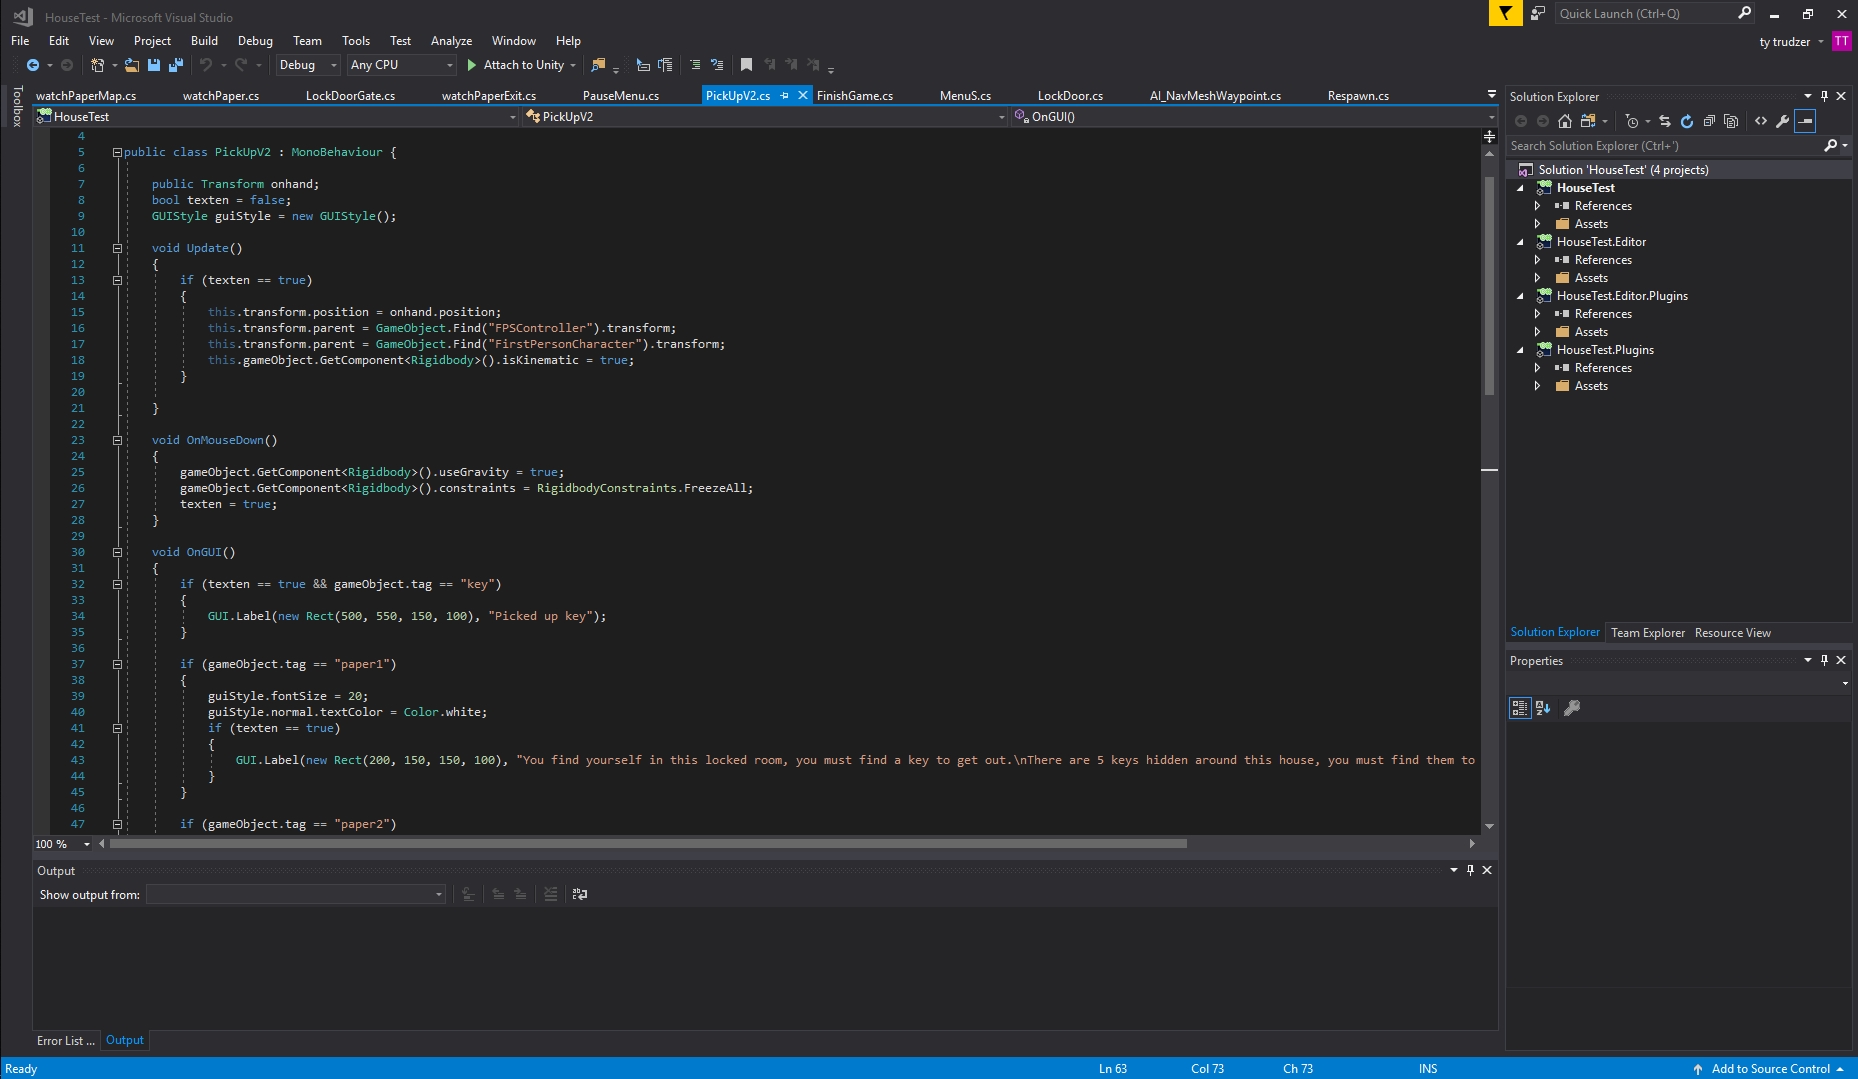 HouseTest - Microsoft Visual Studio
Quick Launch (Ctrl+Q)
File Edit View Project Build Debug Team Tools Test Analyze Window Help
ty trudzer TT
Debug Any CPU Attach to Unity
Toolbox
watchPaperMap.cs watchPaper.cs LockDoorGate.cs watchPaperExit.cs PauseMenu.cs PickUpV2.cs FinishGame.cs MenuS.cs LockDoor.cs AI_NavMeshWaypoint.cs Respawn.cs
HouseTest PickUpV2 OnGUI()
4
5 public class PickUpV2 : MonoBehaviour {
6
7 public Transform onhand;
8 bool texten = false;
9 GUIStyle guiStyle = new GUIStyle();
10
11 void Update()
12 {
13 if (texten == true)
14 {
15 this.transform.position = onhand.position;
16 this.transform.parent = GameObject.Find("FPSController").transform;
17 this.transform.parent = GameObject.Find("FirstPersonCharacter").transform;
18 this.gameObject.GetComponent<Rigidbody>().isKinematic = true;
19 }
20
21 }
22
23 void OnMouseDown()
24 {
25 gameObject.GetComponent<Rigidbody>().useGravity = true;
26 gameObject.GetComponent<Rigidbody>().constraints = RigidbodyConstraints.FreezeAll;
27 texten = true;
28 }
29
30 void OnGUI()
31 {
32 if (texten == true && gameObject.tag == "key")
33 {
34 GUI.Label(new Rect(500, 550, 150, 100), "Picked up key");
35 }
36
37 if (gameObject.tag == "paper1")
38 {
39 guiStyle.fontSize = 20;
40 guiStyle.normal.textColor = Color.white;
41 if (texten == true)
42 {
43 GUI.Label(new Rect(200, 150, 150, 100), "You find yourself in this locked room, you must find a key to get out.\nThere are 5 keys hidden around this house, you must find them to
44 }
45 }
46
47 if (gameObject.tag == "paper2")
100 %
Output
Show output from:
Error List ... Output
Solution Explorer
Search Solution Explorer (Ctrl+')
Solution 'HouseTest' (4 projects)
HouseTest
References
Assets
HouseTest.Editor
References
Assets
HouseTest.Editor.Plugins
References
Assets
HouseTest.Plugins
References
Assets
Solution Explorer Team Explorer Resource View
Properties
Ready Ln 63 Col 73 Ch 73 INS Add to Source Control